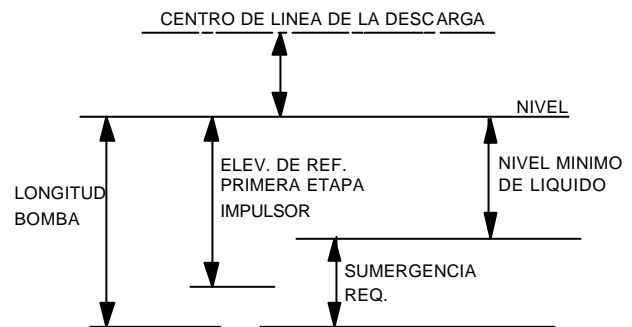 CENTRO DE LINEA DE LA DESCARGA
NIVEL
ELEV. DE REF.
PRIMERA ETAPA
IMPULSOR
NIVEL MINIMO
DE LIQUIDO
LONGITUD
BOMBA
SUMERGENCIA
REQ.